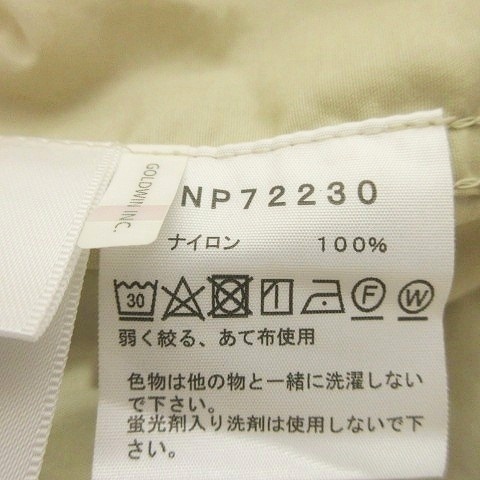 GOLDWIN INC.
NP72230
ナイロン 100%
30
F
W
弱く絞る、あて布使用
色物は他の物と一緒に洗濯しない
で下さい。
蛍光剤入り洗剤は使用しないで下
さい。